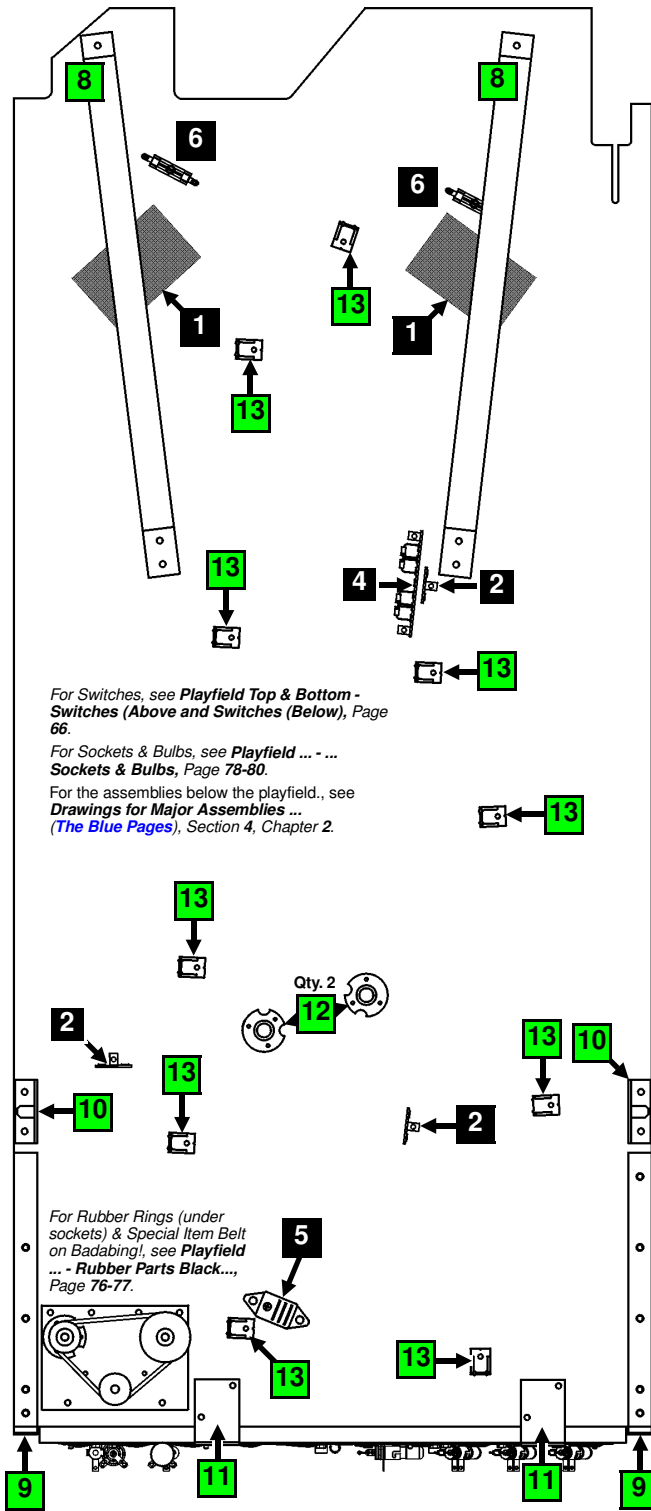 8
8
6
6
13
1
1
13
13
4
2
13
For Switches, see Playfield Top & Bottom -
Switches (Above and Switches (Below), Page
66.
For Sockets & Bulbs, see Playfield ... - ...
Sockets & Bulbs, Page 78-80.
For the assemblies below the playfield., see
Drawings for Major Assemblies ...
(The Blue Pages), Section 4, Chapter 2.
13
13
Qty. 2
12
2
13
13
10
10
2
For Rubber Rings (under
sockets) & Special Item Belt
on Badabing!, see Playfield
... - Rubber Parts Black...,
Page 76-77.
5
13
13
11
11
9
9